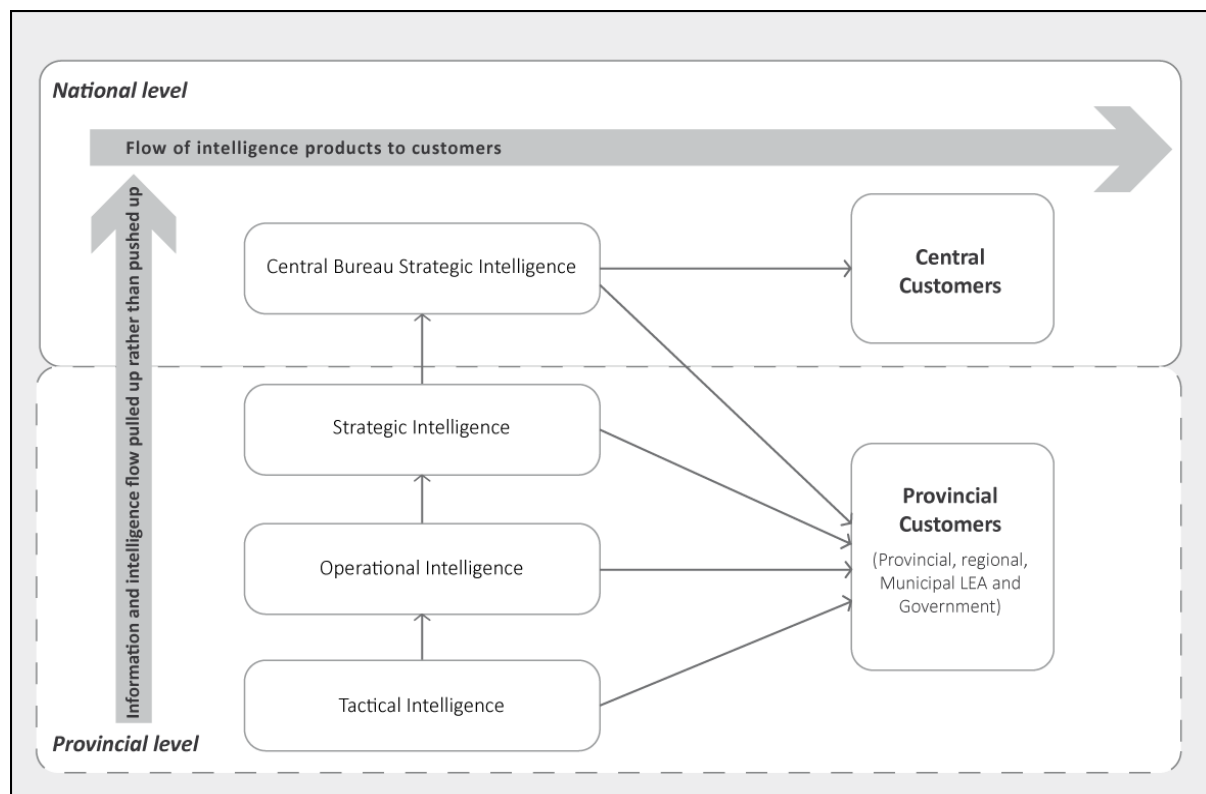 National level
Flow of intelligence products to customers
Information and intelligence flow pulled up rather than pushed up
Central Bureau Strategic Intelligence
Central
Customers
Strategic Intelligence
Operational Intelligence
Tactical Intelligence
Provincial
Customers
(Provincial, regional,
Municipal LEA and
Government)
Provincial level